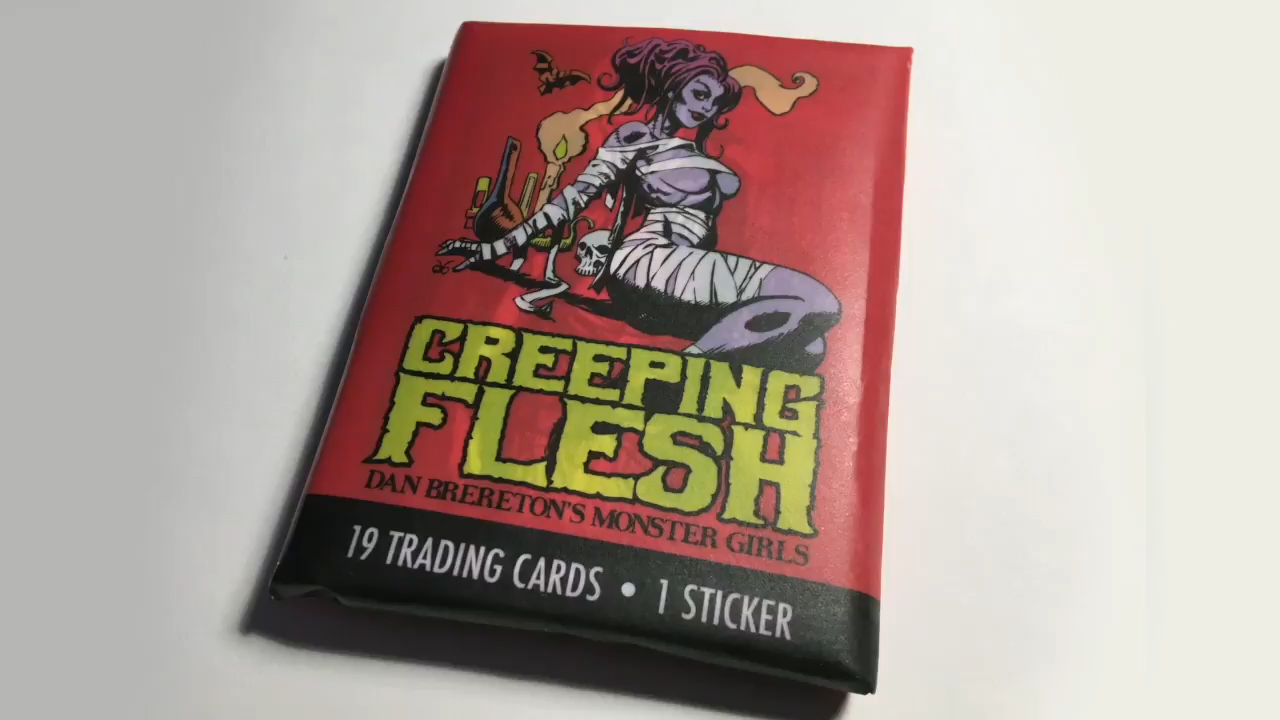 CREEPING
FLESH
DAN BRERETON'S MONSTER GIRLS
19 TRADING CARDS • 1 STICKER